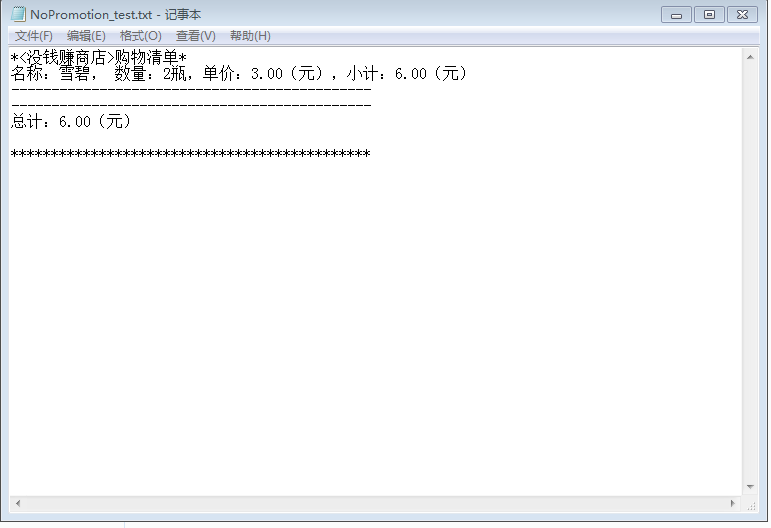 NoPromotion_test.txt - 记事本
文件(F) 编辑(E) 格式(O) 查看(V) 帮助(H)
*<没钱赚商店>购物清单*
名称：雪碧， 数量：2瓶，单价：3.00（元），小计：6.00（元）
---------------------------------------------
---------------------------------------------
总计：6.00（元）
*********************************************